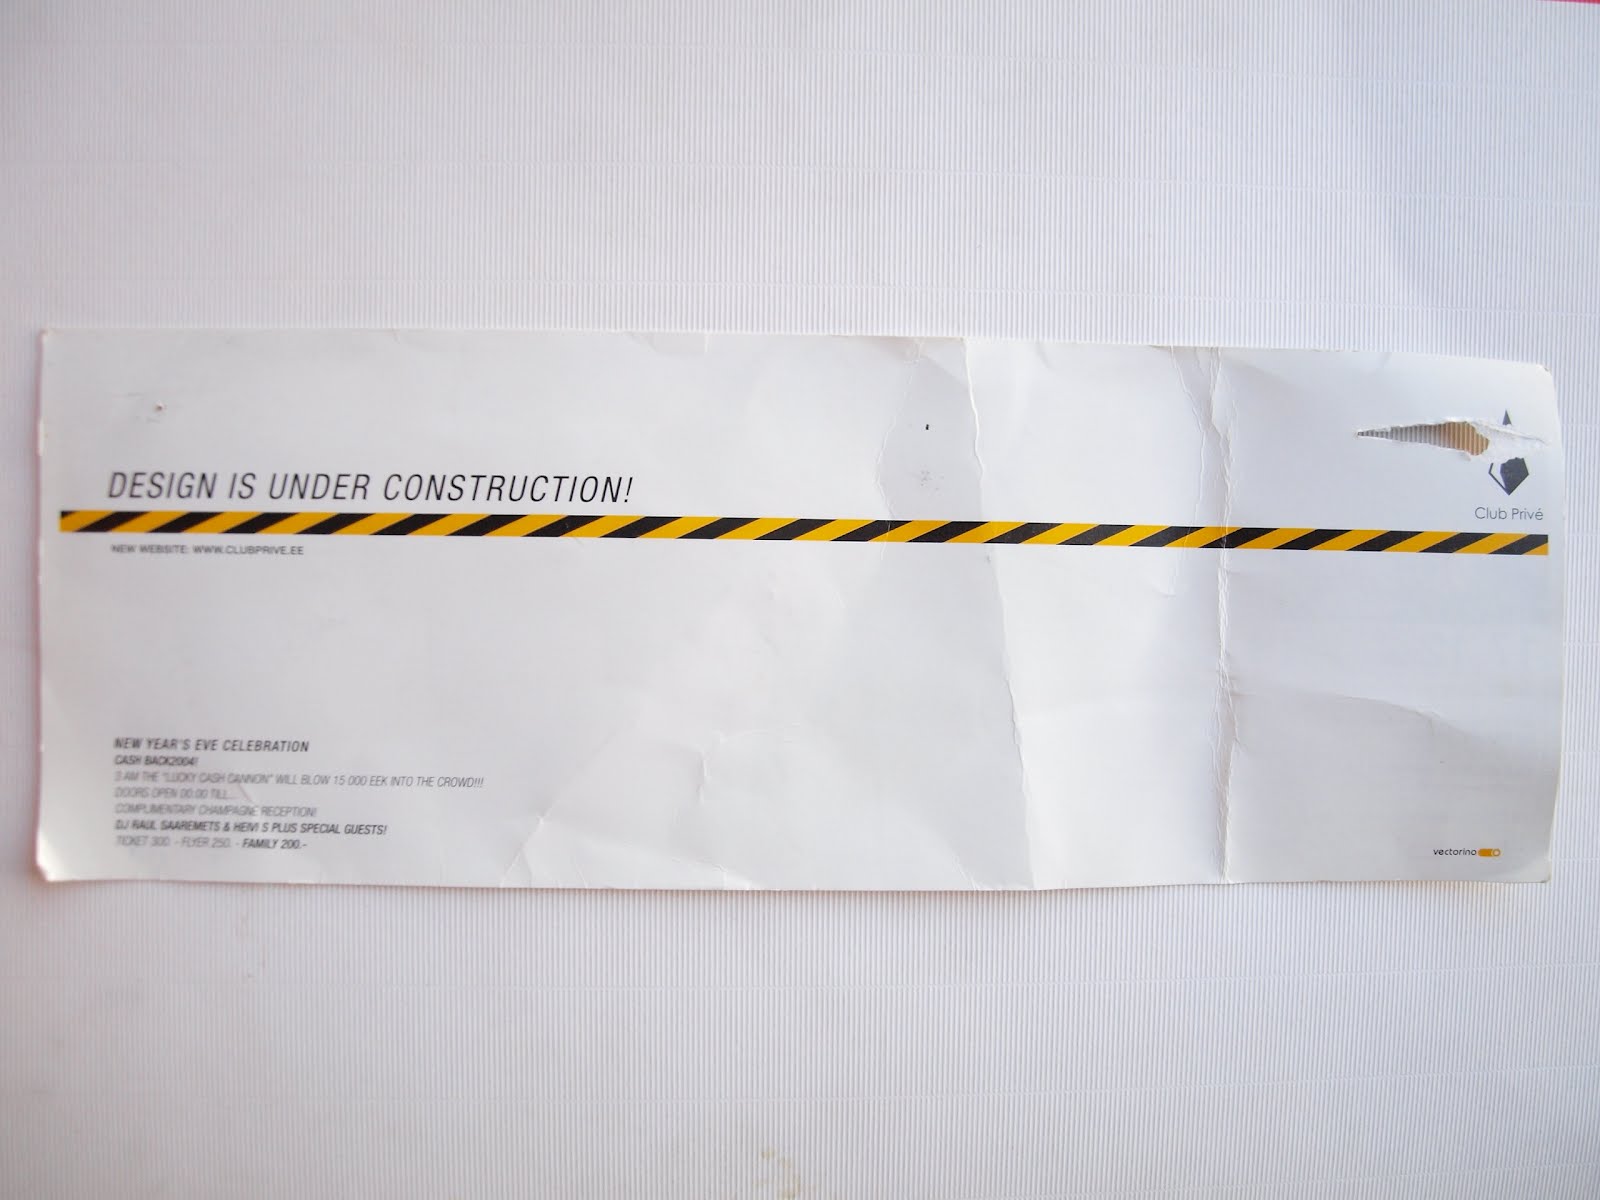 DESIGN IS UNDER CONSTRUCTION!
Club Privé
NEW WEBSITE: WWW.CLUBPRIVE.EE
NEW YEAR'S EVE CELEBRATION
CASH BACK2004!
3 AM THE "LUCKY CASH CANNON" WILL BLOW 15 000 EEK INTO THE CROWD!!!
DOORS OPEN 00:00 TILL...
COMPLIMENTARY CHAMPAGNE RECEPTION!
DJ RAUL SAAREMETS & HEIVI S PLUS SPECIAL GUESTS!
TICKET 300. - FLYER 250. - FAMILY 200.-
vectorino